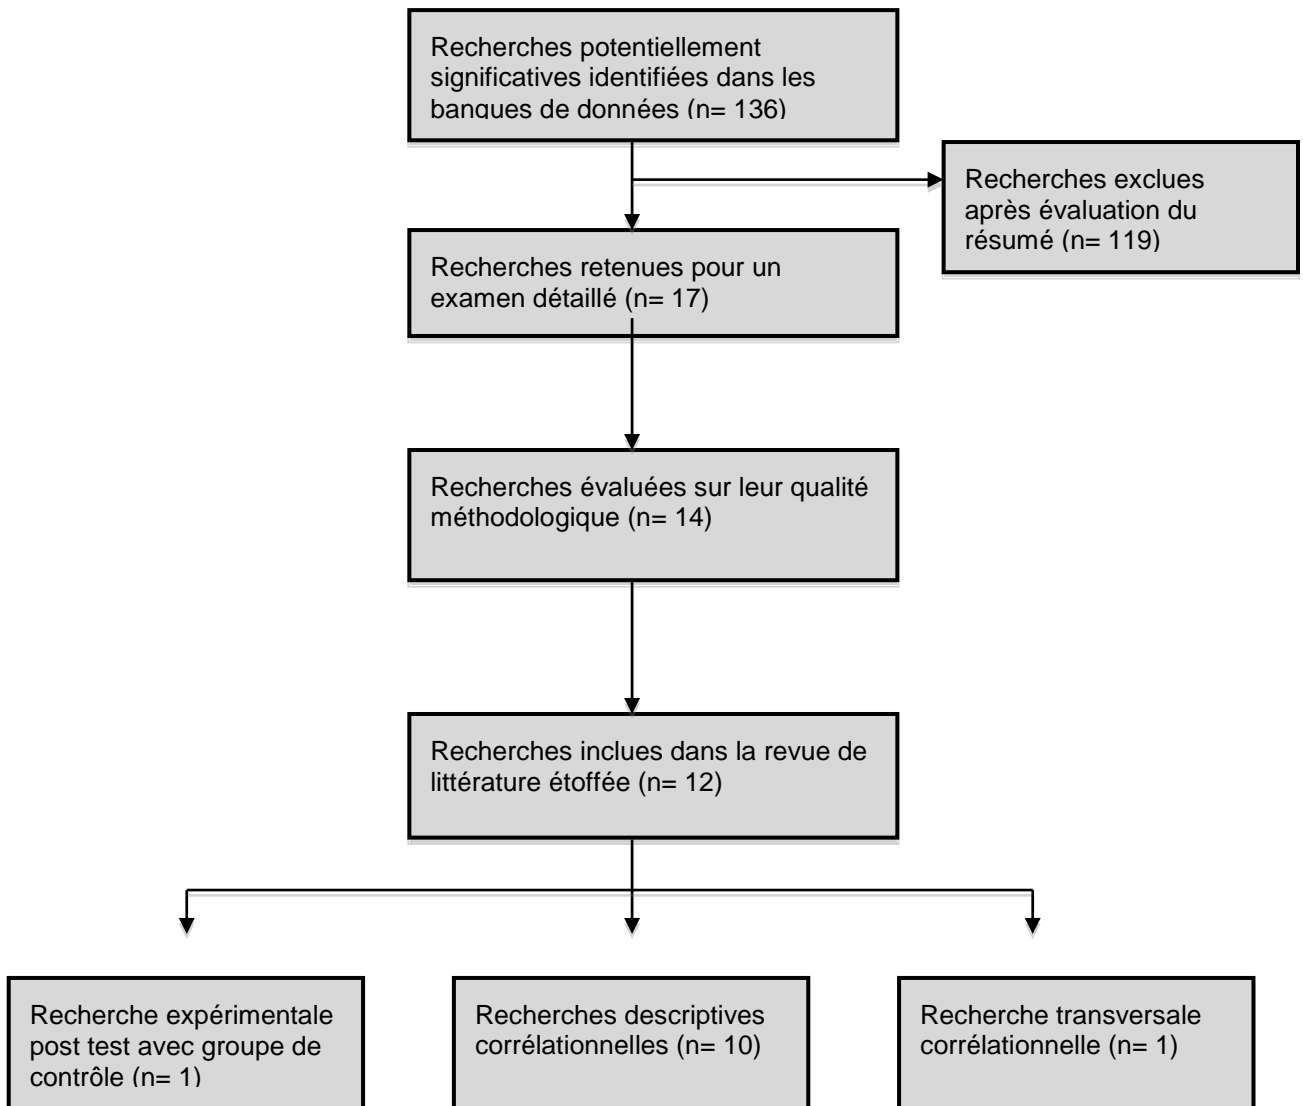 Recherches potentiellement
significatives identifiées dans les
banques de données (n= 136)
Recherches exclues
après évaluation du
résumé (n= 119)
Recherches retenues pour un
examen détaillé (n= 17)
Recherches évaluées sur leur qualité
méthodologique (n= 14)
Recherches inclues dans la revue de
littérature étoffée (n= 12)
Recherche expérimentale
post test avec groupe de
contrôle (n= 1)
Recherches descriptives
corrélationnelles (n= 10)
Recherche transversale
corrélationnelle (n= 1)